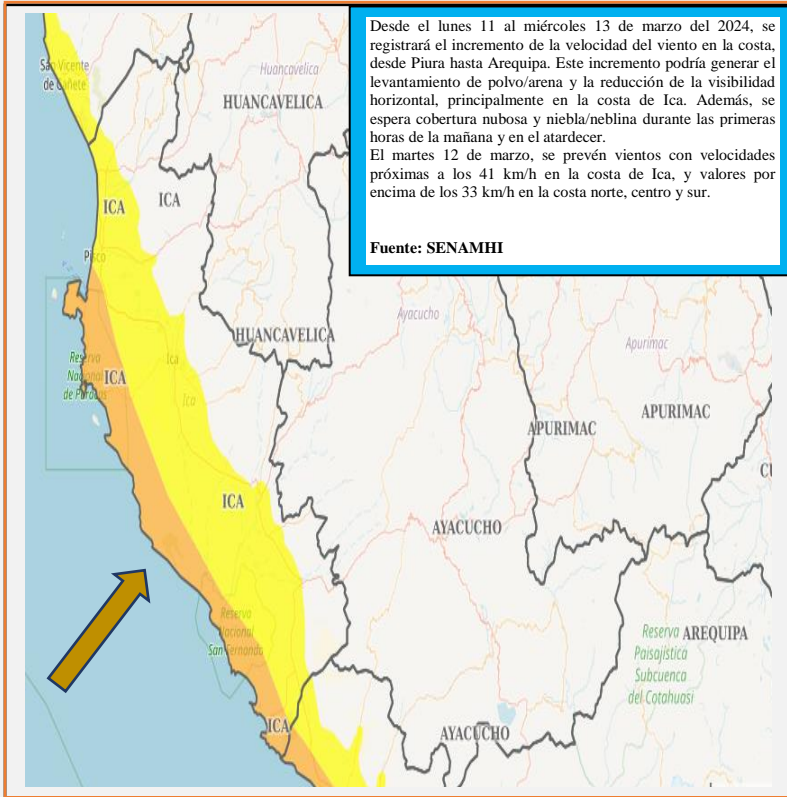 Desde el lunes 11 al miércoles 13 de marzo del 2024, se
registrará el incremento de la velocidad del viento en la costa,
desde Piura hasta Arequipa. Este incremento podría generar el
levantamiento de polvo/arena y la reducción de la visibilidad
horizontal, principalmente en la costa de Ica. Además, se
espera cobertura nubosa y niebla/neblina durante las primeras
horas de la mañana y en el atardecer.
El martes 12 de marzo, se prevén vientos con velocidades
próximas a los 41 km/h en la costa de Ica, y valores por
encima de los 33 km/h en la costa norte, centro y sur.
Fuente: SENAMHI
San Vicente
de Cañete
Huancavelica
HUANCAVELICA
ICA
ICA
Pisco
Ayacucho
HUANCAVELICA
Apurimac
Reserva
Nacional
de Paracas
Ica
ICA
Ica
APURIMAC
APURIMAC
ICA
AYACUCHO
Reserva
Nacional
San Fernando
Reserva
Paisajística
Subcuenca
del Cotahuasi
AREQUIPA
ICA
AYACUCHO